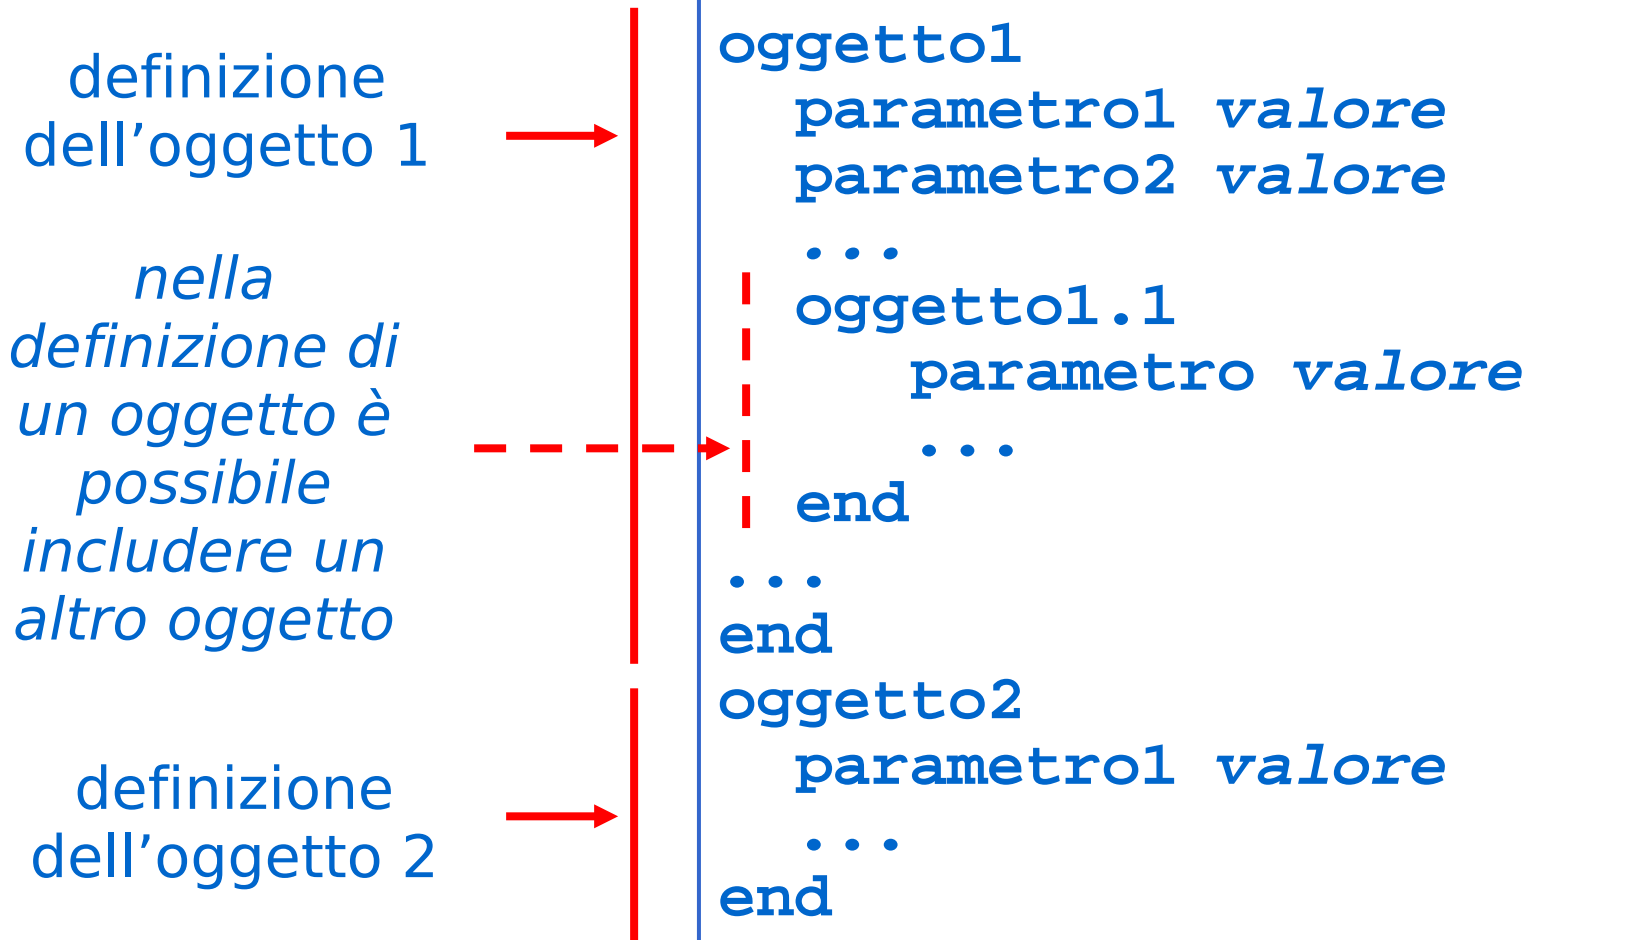 definizione
dell’oggetto 1
nella
definizione di
un oggetto è
possibile
includere un
altro oggetto
definizione
dell’oggetto 2
oggetto1
parametro1 valore
parametro2 valore
...
oggetto1.1
parametro valore
...
end
...
end
oggetto2
parametro1 valore
...
end